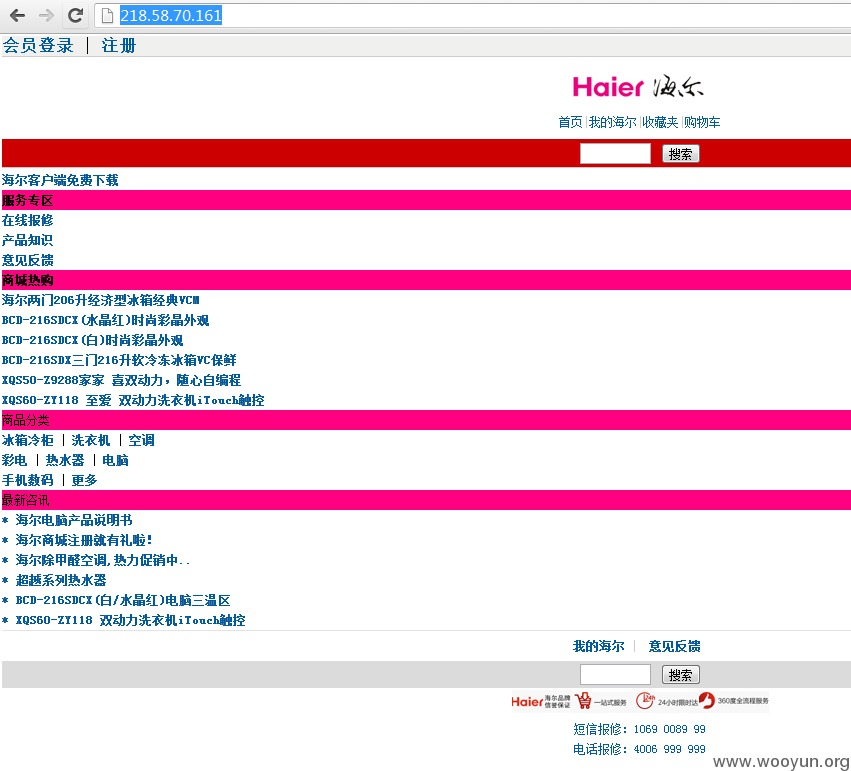 218.58.70.161
会员登录 | 注册
Haier 海尔
首页 |我的海尔 |收藏夹 |购物车
搜索
海尔客户端免费下载
服务专区
在线报修
产品知识
意见反馈
商城热购
海尔两门206升经济型冰箱经典VCM
BCD-216SDCX(水晶红)时尚彩晶外观
BCD-216SDCX(白)时尚彩晶外观
BCD-216SDX三门216升软冷冻冰箱VC保鲜
XQS50-Z9288家家 喜双动力，随心自编程
XQS60-ZY118 至爱 双动力洗衣机iTouch触控
商品分类
冰箱冷柜 | 洗衣机 | 空调
彩电 | 热水器 | 电脑
手机数码 | 更多
最新咨讯
* 海尔电脑产品说明书
* 海尔商城注册就有礼啦!
* 海尔除甲醛空调,热力促销中..
* 超越系列热水器
* BCD-216SDCX(白/水晶红)电脑三温区
* XQS60-ZY118 双动力洗衣机iTouch触控
我的海尔 | 意见反馈
搜索
Haier 海尔品牌 信誉保证 一站式服务 24h 24小时限时达 360度全流程服务
短信报修: 1069 0089 99
电话报修: 4006 999 999
www.wooyun.org